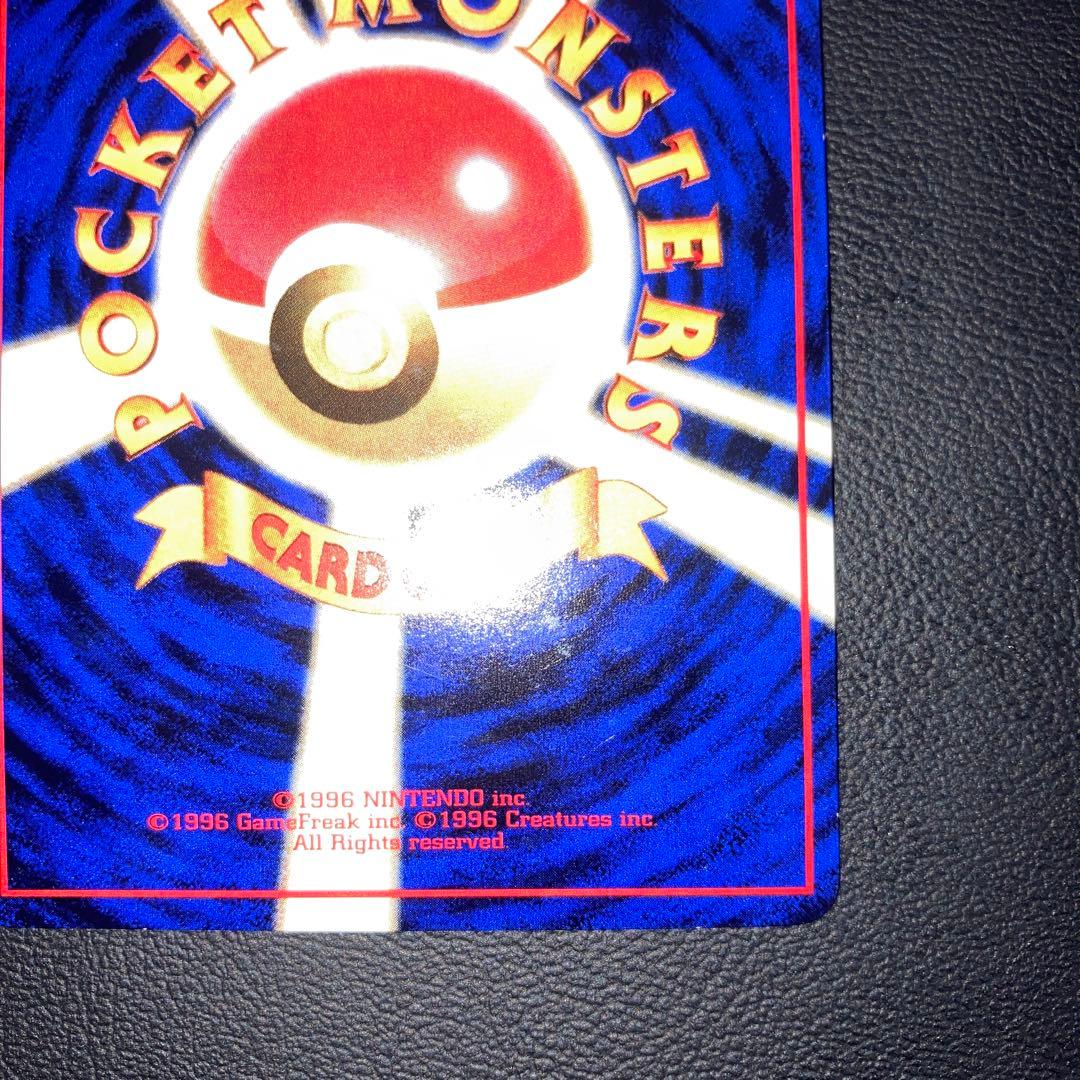 POCKET MONSTERS
CARD
©1996 NINTENDO inc.
©1996 GameFreak inc. ©1996 Creatures inc.
All Rights reserved.